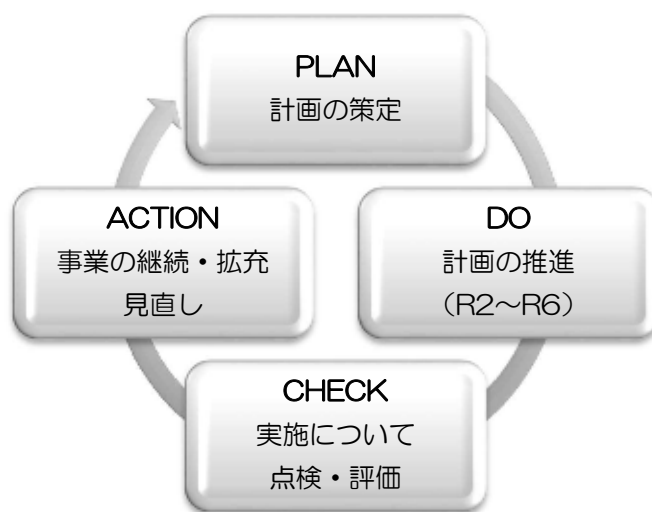 PLAN
計画の策定
DO
計画の推進
（R2～R6）
CHECK
実施について
点検・評価
ACTION
事業の継続・拡充
見直し